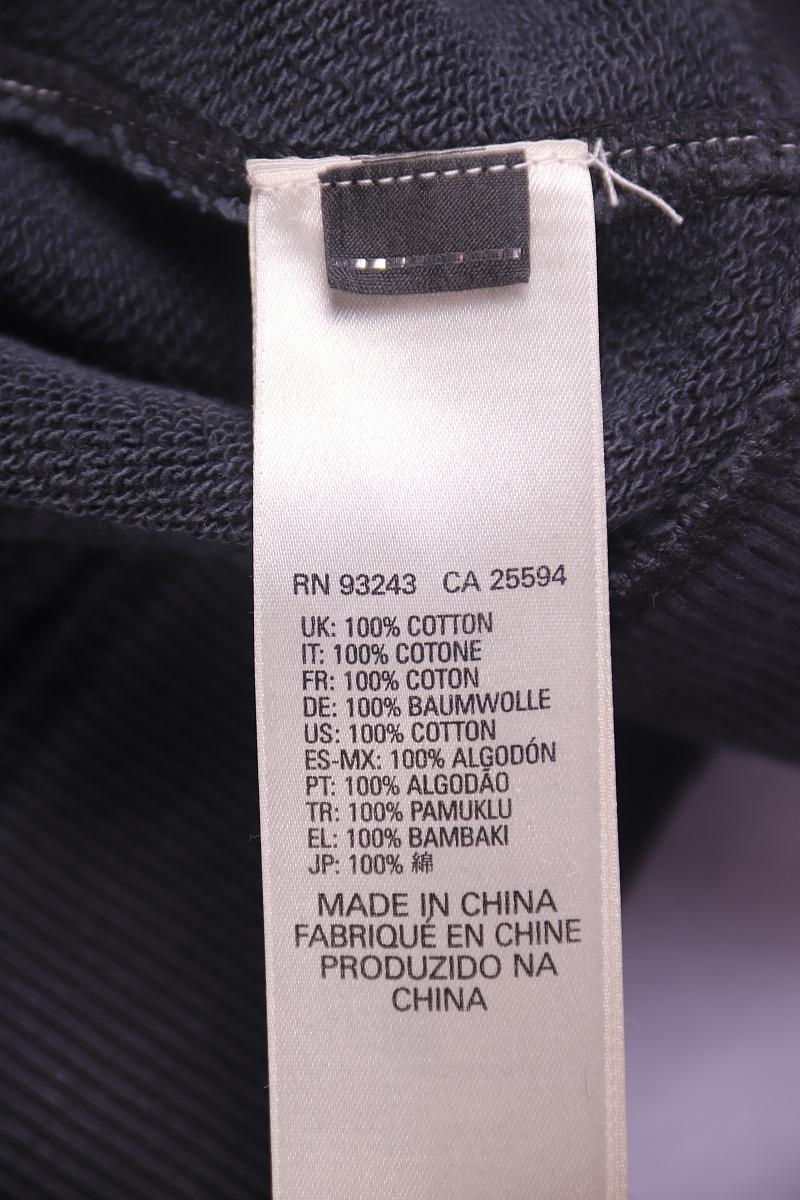 RN 93243 CA 25594
UK: 100% COTTON
IT: 100% COTONE
FR: 100% COTON
DE: 100% BAUMWOLLE
US: 100% COTTON
ES-MX: 100% ALGODÓN
PT: 100% ALGODÃO
TR: 100% PAMUKLU
EL: 100% BAMBAKI
JP: 100% 綿
MADE IN CHINA
FABRIQUÉ EN CHINE
PRODUZIDO NA
CHINA